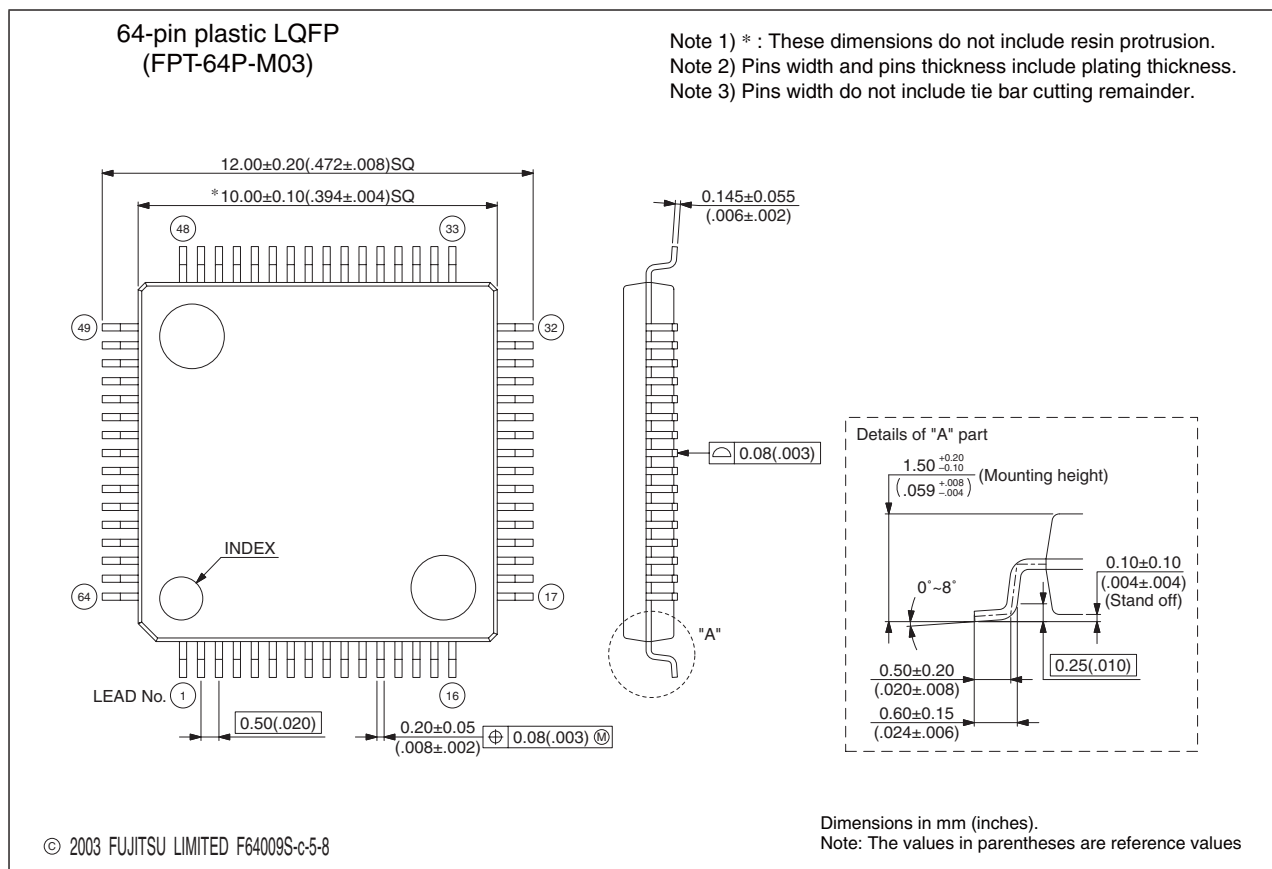 64-pin plastic LQFP
(FPT-64P-M03)
Note 1) * : These dimensions do not include resin protrusion.
Note 2) Pins width and pins thickness include plating thickness.
Note 3) Pins width do not include tie bar cutting remainder.
12.00±0.20(.472±.008)SQ
*10.00±0.10(.394±.004)SQ
0.145±0.055
(.006±.002)
48
33
49
32
0.08(.003)
INDEX
64
17
"A"
LEAD No.
1
16
0.50(.020)
0.20±0.05
(.008±.002)
⌖ 0.08(.003) Ⓜ
Details of "A" part
1.50 +0.20 –0.10
(.059 +.008 –.004)
(Mounting height)
0.10±0.10
(.004±.004)
(Stand off)
0˚~8˚
0.25(.010)
0.50±0.20
(.020±.008)
0.60±0.15
(.024±.006)
© 2003 FUJITSU LIMITED F64009S-c-5-8
Dimensions in mm (inches).
Note: The values in parentheses are reference values